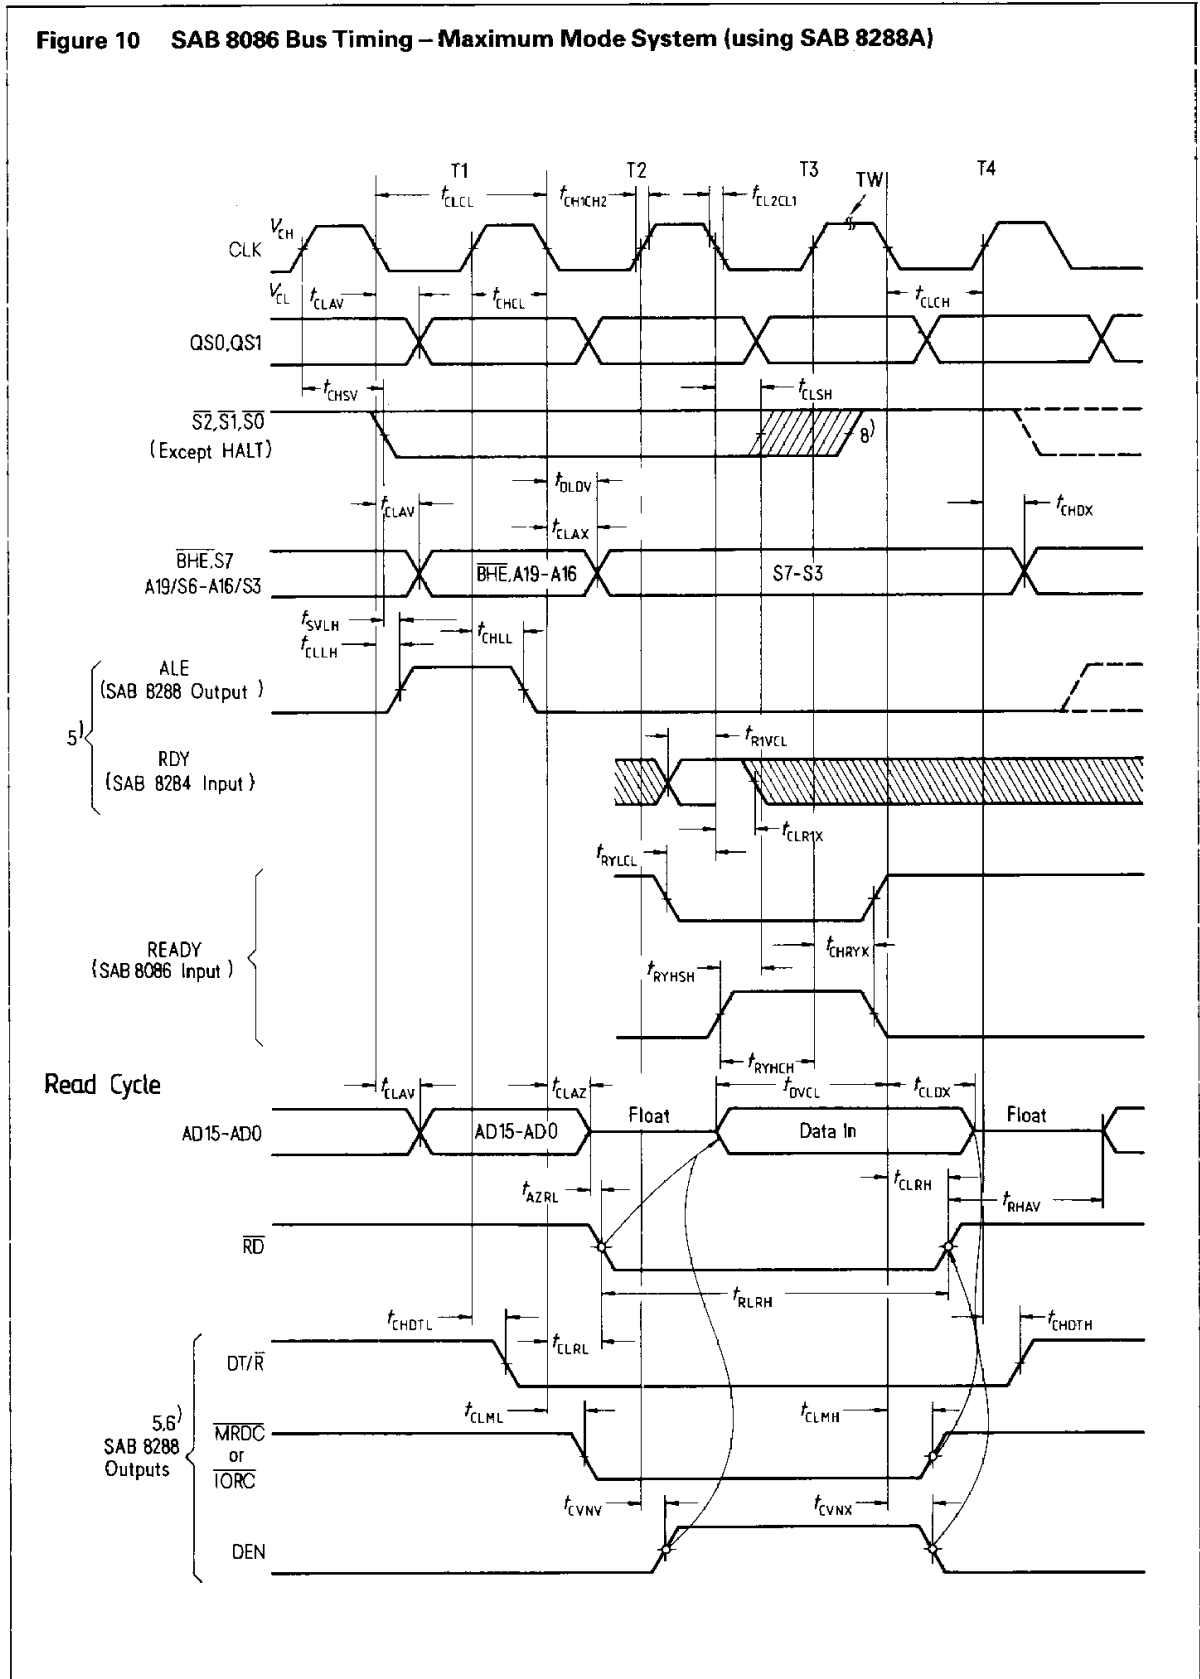 Figure 10 SAB 8086 Bus Timing – Maximum Mode System (using SAB 8288A)
T1 T2 T3 TW T4
tCLCL tCH1CH2 tCL2CL1
VCH
CLK
VCL tCLAV tCHCL tCLCH
QS0,QS1
tCHSV tCLSH
S2,S1,S0
(Except HALT)
8)
tDLDV
tCLAV tCLAX tCHDX
BHE,S7
A19/S6-A16/S3
BHE,A19-A16 S7-S3
tSVLH
tCLLH tCHLL
ALE
(SAB 8288 Output )
5)
tR1VCL
RDY
(SAB 8284 Input)
tCLR1X
tRYLCL
READY
(SAB 8086 Input )
tCHRYX
tRYHSH
tRYHCH
Read Cycle
tCLAV tCLAZ tDVCL tCLDX
AD15-AD0 AD15-AD0 Float Data In Float
tAZRL tCLRH tRHAV
RD
tRLRH
tCHDTL tCLRL tCHDTH
DT/R
tCLML tCLMH
5,6)
SAB 8288
Outputs
MRDC
or
IORC
tCVNV tCVNX
DEN